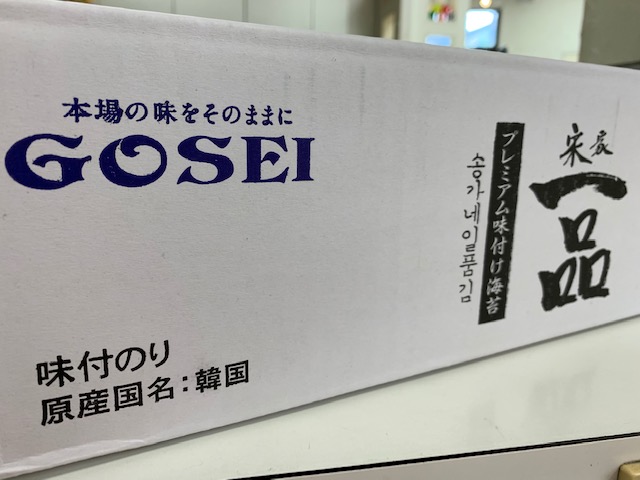 本場の味をそのままに
GOSEI
宋家
一品
プレミアム味付け海苔
송가네일품김
味付のり
原産国名：韓国